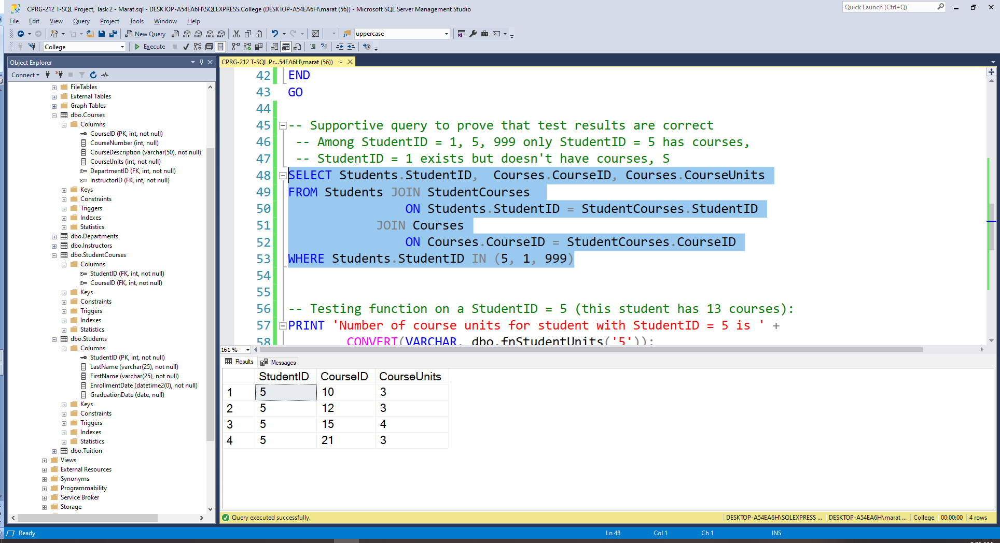 CPRG-212 T-SQL Project, Task 2 - Marat.sql - DESKTOP-A54EA6H\SQLEXPRESS.College (DESKTOP-A54EA6H\marat (56)) - Microsoft SQL Server Management Studio
Quick Launch (Ctrl+Q)
File Edit View Query Project Tools Window Help
New Query MDX DMX XMLA DAX uppercase
College Execute
Object Explorer
Connect
FileTables
External Tables
Graph Tables
dbo.Courses
Columns
CourseID (PK, int, not null)
CourseNumber (int, null)
CourseDescription (varchar(50), not null)
CourseUnits (int, not null)
DepartmentID (FK, int, not null)
InstructorID (FK, int, not null)
Keys
Constraints
Triggers
Indexes
Statistics
dbo.Departments
dbo.Instructors
dbo.StudentCourses
Columns
StudentID (FK, int, not null)
CourseID (FK, int, not null)
Keys
Constraints
Triggers
Indexes
Statistics
dbo.Students
Columns
StudentID (PK, int, not null)
LastName (varchar(25), not null)
FirstName (varchar(25), not null)
EnrollmentDate (datetime2(0), not null)
GraduationDate (date, null)
Keys
Constraints
Triggers
Indexes
Statistics
dbo.Tuition
Views
External Resources
Synonyms
Programmability
Service Broker
Storage
CPRG-212 T-SQL Pr...54EA6H\marat (56))
42 END
43 GO
44
45 -- Supportive query to prove that test results are correct
46 -- Among StudentID = 1, 5, 999 only StudentID = 5 has courses,
47 -- StudentID = 1 exists but doesn't have courses, S
48 SELECT Students.StudentID,  Courses.CourseID, Courses.CourseUnits
49 FROM Students JOIN StudentCourses
50 ON Students.StudentID = StudentCourses.StudentID
51 JOIN Courses
52 ON Courses.CourseID = StudentCourses.CourseID
53 WHERE Students.StudentID IN (5, 1, 999)
54
55
56 -- Testing function on a StudentID = 5 (this student has 13 courses):
57 PRINT 'Number of course units for student with StudentID = 5 is ' +
58 CONVERT(VARCHAR, dbo.fnStudentUnits('5'));
161 %
Results Messages
StudentID CourseID CourseUnits
1 5 10 3
2 5 12 3
3 5 15 4
4 5 21 3
Query executed successfully. DESKTOP-A54EA6H\SQLEXPRESS ... DESKTOP-A54EA6H\marat ... College 00:00:00 4 rows
Ready Ln 48 Col 1 Ch 1 INS